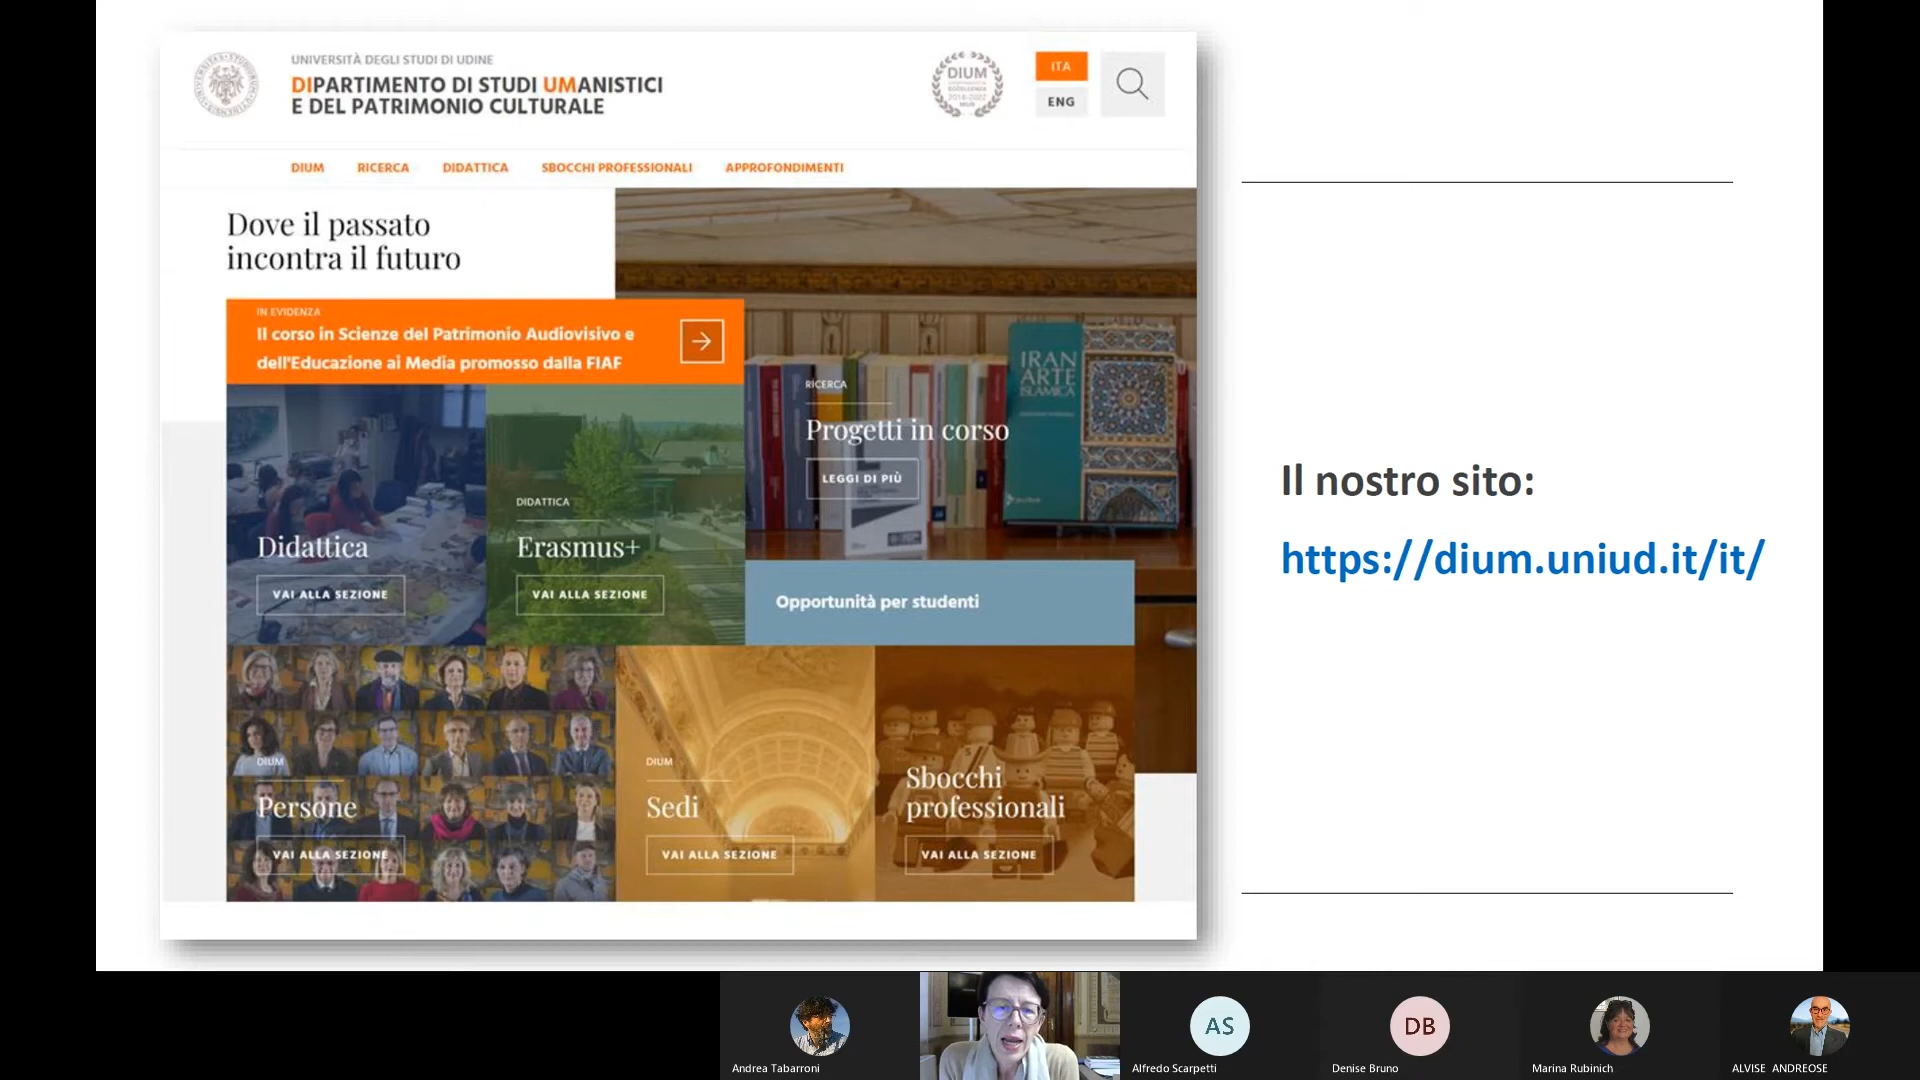 UNIVERSITÀ DEGLI STUDI DI UDINE
DIPARTIMENTO DI STUDI UMANISTICI
E DEL PATRIMONIO CULTURALE
DIUM
ECCELLENZA
ITA
ENG
DIUM
RICERCA
DIDATTICA
SBOCCHI PROFESSIONALI
APPROFONDIMENTI
Dove il passato
incontra il futuro
IN EVIDENZA
Il corso in Scienze del Patrimonio Audiovisivo e
dell'Educazione ai Media promosso dalla FIAF
IRAN
ARTE
ISLAMICA
RICERCA
Progetti in corso
LEGGI DI PIÙ
Didattica
VAI ALLA SEZIONE
DIDATTICA
Erasmus+
VAI ALLA SEZIONE
Opportunità per studenti
DIUM
Persone
VAI ALLA SEZIONE
DIUM
Sedi
VAI ALLA SEZIONE
Sbocchi
professionali
VAI ALLA SEZIONE
Il nostro sito:
https://dium.uniud.it/it/
Andrea Tabarroni
AS
Alfredo Scarpetti
DB
Denise Bruno
Marina Rubinich
ALVISE ANDREOSE